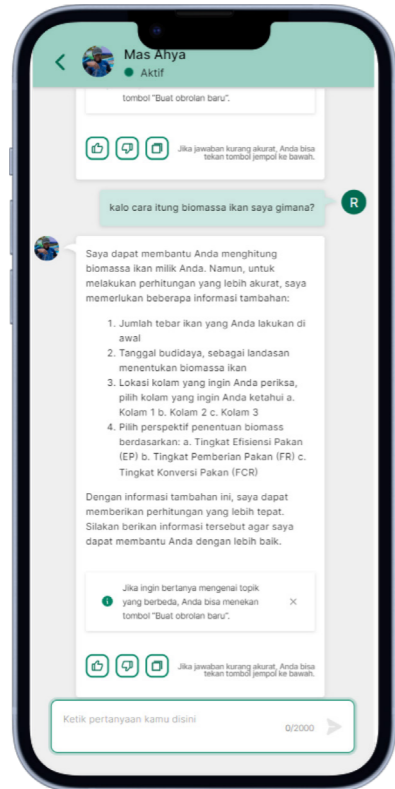 Mas Ahya
Aktif
tombol "Buat obrolan baru".
Jika jawaban kurang akurat, Anda bisa
tekan tombol jempol ke bawah.
kalo cara itung biomassa ikan saya gimana?
R
Saya dapat membantu Anda menghitung
biomassa ikan milik Anda. Namun, untuk
melakukan perhitungan yang lebih akurat, saya
memerlukan beberapa informasi tambahan:
1. Jumlah tebar ikan yang Anda lakukan di
awal
2. Tanggal budidaya, sebagai landasan
menentukan biomassa ikan
3. Lokasi kolam yang ingin Anda periksa,
pilih kolam yang ingin Anda ketahui a.
Kolam 1 b. Kolam 2 c. Kolam 3
4. Pilih perspektif penentuan biomass
berdasarkan: a. Tingkat Efisiensi Pakan
(EP) b. Tingkat Pemberian Pakan (FR) c.
Tingkat Konversi Pakan (FCR)
Dengan informasi tambahan ini, saya dapat
memberikan perhitungan yang lebih tepat.
Silakan berikan informasi tersebut agar saya
dapat membantu Anda dengan lebih baik.
Jika ingin bertanya mengenai topik
yang berbeda, Anda bisa menekan
tombol "Buat obrolan baru".
Jika jawaban kurang akurat, Anda bisa
tekan tombol jempol ke bawah.
Ketik pertanyaan kamu disini
0/2000